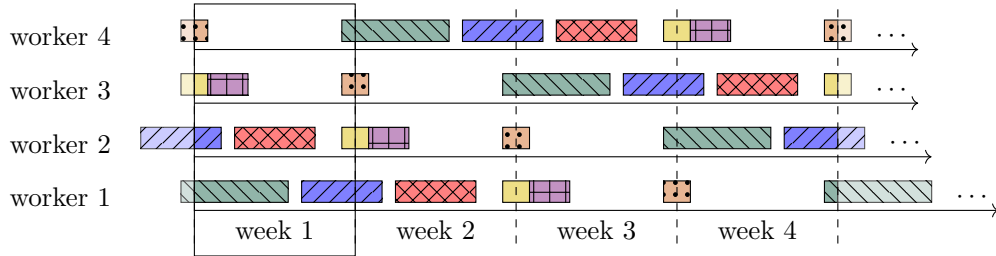 worker 4 ...
worker 3 ...
worker 2 ...
worker 1 ...
week 1 week 2 week 3 week 4